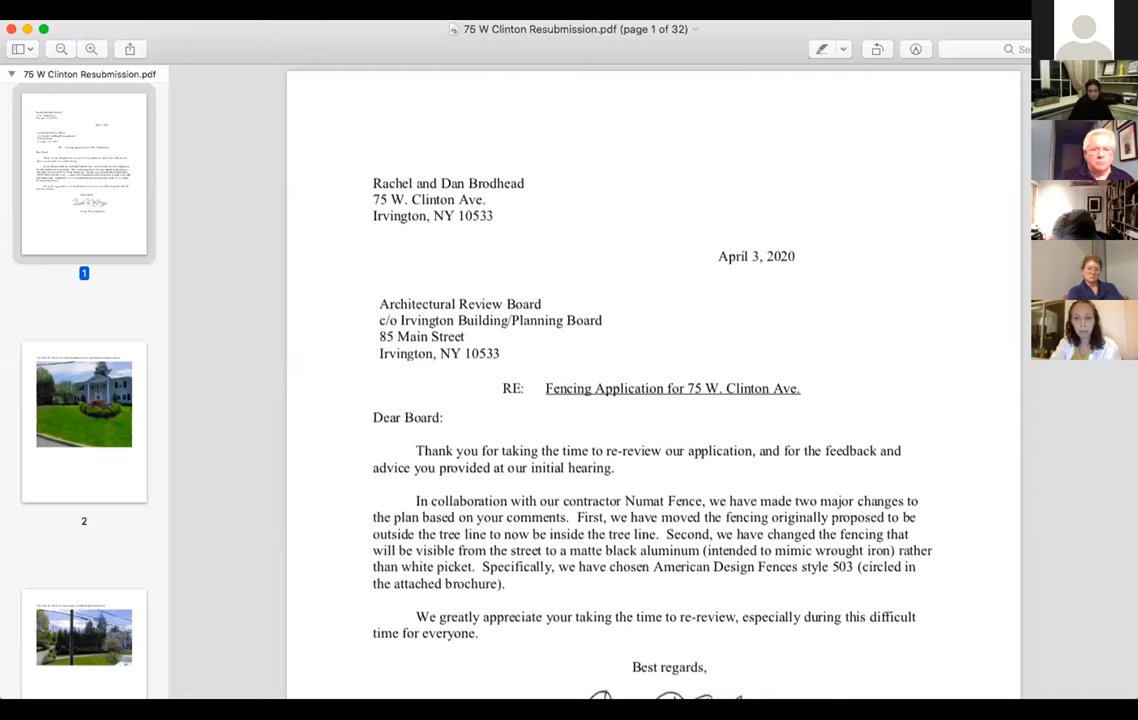 75 W Clinton Resubmission.pdf (page 1 of 32)
75 W Clinton Resubmission.pdf
1
2
Rachel and Dan Brodhead
75 W. Clinton Ave.
Irvington, NY 10533
April 3, 2020
Architectural Review Board
c/o Irvington Building/Planning Board
85 Main Street
Irvington, NY 10533
RE: Fencing Application for 75 W. Clinton Ave.
Dear Board:
Thank you for taking the time to re-review our application, and for the feedback and
advice you provided at our initial hearing.
In collaboration with our contractor Numat Fence, we have made two major changes to
the plan based on your comments. First, we have moved the fencing originally proposed to be
outside the tree line to now be inside the tree line. Second, we have changed the fencing that
will be visible from the street to a matte black aluminum (intended to mimic wrought iron) rather
than white picket. Specifically, we have chosen American Design Fences style 503 (circled in
the attached brochure).
We greatly appreciate your taking the time to re-review, especially during this difficult
time for everyone.
Best regards,